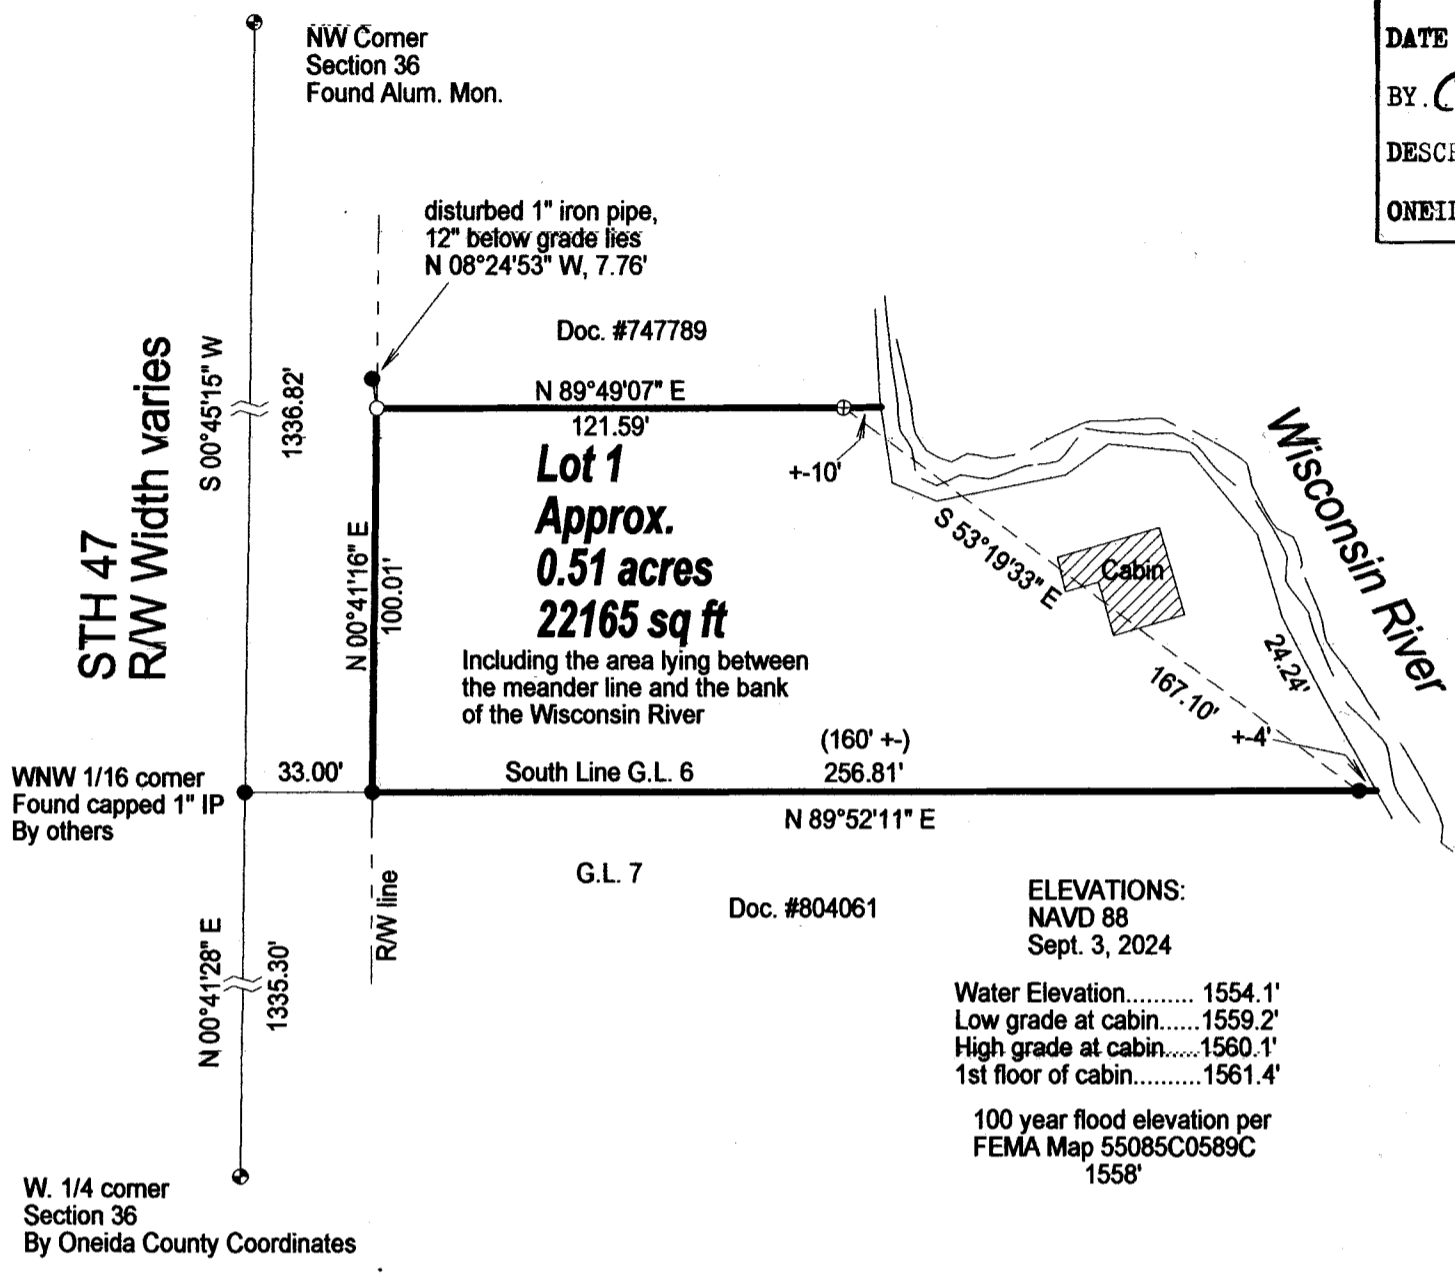 NW Corner
Section 36
Found Alum. Mon.
DATE
BY.
ONEI
disturbed 1" iron pipe,
12" below grade lies
N 08°24'53" W, 7.76'
Doc. #747789
N 89°49'07" E
121.59'
+-10'
STH 47
R/W Width varies
S 00°45'15" W
1336.82'
N 00°41'16" E
100.01'
Lot 1
Approx.
0.51 acres
22165 sq ft
Including the area lying between
the meander line and the bank
of the Wisconsin River
S 53°19'33" E
167.10'
Cabin
24.24'
+-4'
Wisconsin River
WNW 1/16 corner
Found capped 1" IP
By others
33.00'
South Line G.L. 6
(160' +-)
256.81'
N 89°52'11" E
G.L. 7
Doc. #804061
R/W line
N 00°41'28" E
1335.30'
ELEVATIONS:
NAVD 88
Sept. 3, 2024
Water Elevation.......... 1554.1'
Low grade at cabin......1559.2'
High grade at cabin.....1560.1'
1st floor of cabin..........1561.4'
100 year flood elevation per
FEMA Map 55085C0589C
1558'
W. 1/4 corner
Section 36
By Oneida County Coordinates